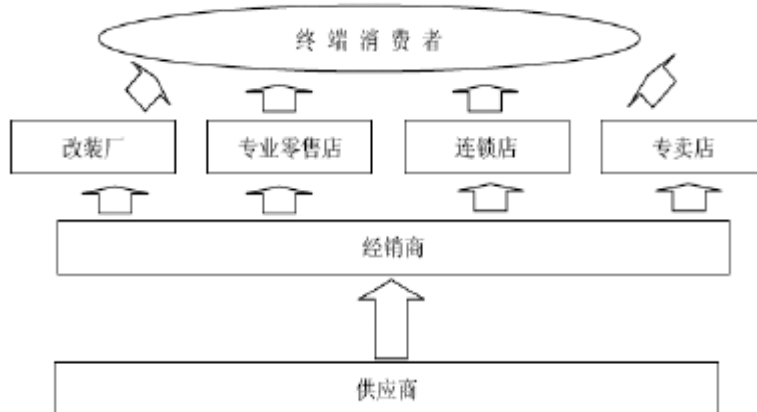 终端消费者
改装厂
专业零售店
连锁店
专卖店
经销商
供应商